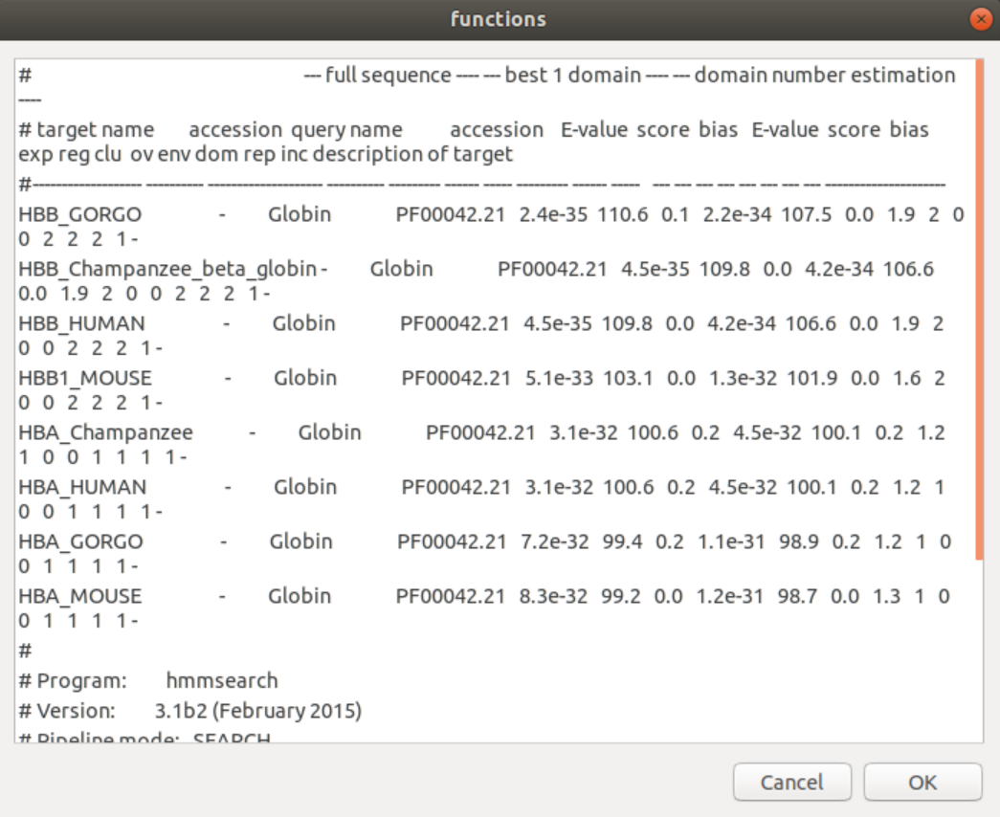 functions
# --- full sequence ---- --- best 1 domain ---- --- domain number estimation
----
# target name accession query name accession E-value score bias E-value score bias
exp reg clu ov env dom rep inc description of target
#------------------- ---------- -------------------- ---------- --------- ------ ----- --------- ------ ----- --- --- --- --- --- --- --- --- ---------------------
HBB_GORGO - Globin PF00042.21 2.4e-35 110.6 0.1 2.2e-34 107.5 0.0 1.9 2 0
0 2 2 2 1 -
HBB_Champanzee_beta_globin - Globin PF00042.21 4.5e-35 109.8 0.0 4.2e-34 106.6
0.0 1.9 2 0 0 2 2 2 1 -
HBB_HUMAN - Globin PF00042.21 4.5e-35 109.8 0.0 4.2e-34 106.6 0.0 1.9 2
0 0 2 2 2 1 -
HBB1_MOUSE - Globin PF00042.21 5.1e-33 103.1 0.0 1.3e-32 101.9 0.0 1.6 2
0 0 2 2 2 1 -
HBA_Champanzee - Globin PF00042.21 3.1e-32 100.6 0.2 4.5e-32 100.1 0.2 1.2
1 0 0 1 1 1 1 -
HBA_HUMAN - Globin PF00042.21 3.1e-32 100.6 0.2 4.5e-32 100.1 0.2 1.2 1
0 0 1 1 1 1 -
HBA_GORGO - Globin PF00042.21 7.2e-32 99.4 0.2 1.1e-31 98.9 0.2 1.2 1 0
0 1 1 1 1 -
HBA_MOUSE - Globin PF00042.21 8.3e-32 99.2 0.0 1.2e-31 98.7 0.0 1.3 1 0
0 1 1 1 1 -
#
# Program: hmmsearch
# Version: 3.1b2 (February 2015)
# Pipeline mode: SEARCH
Cancel OK